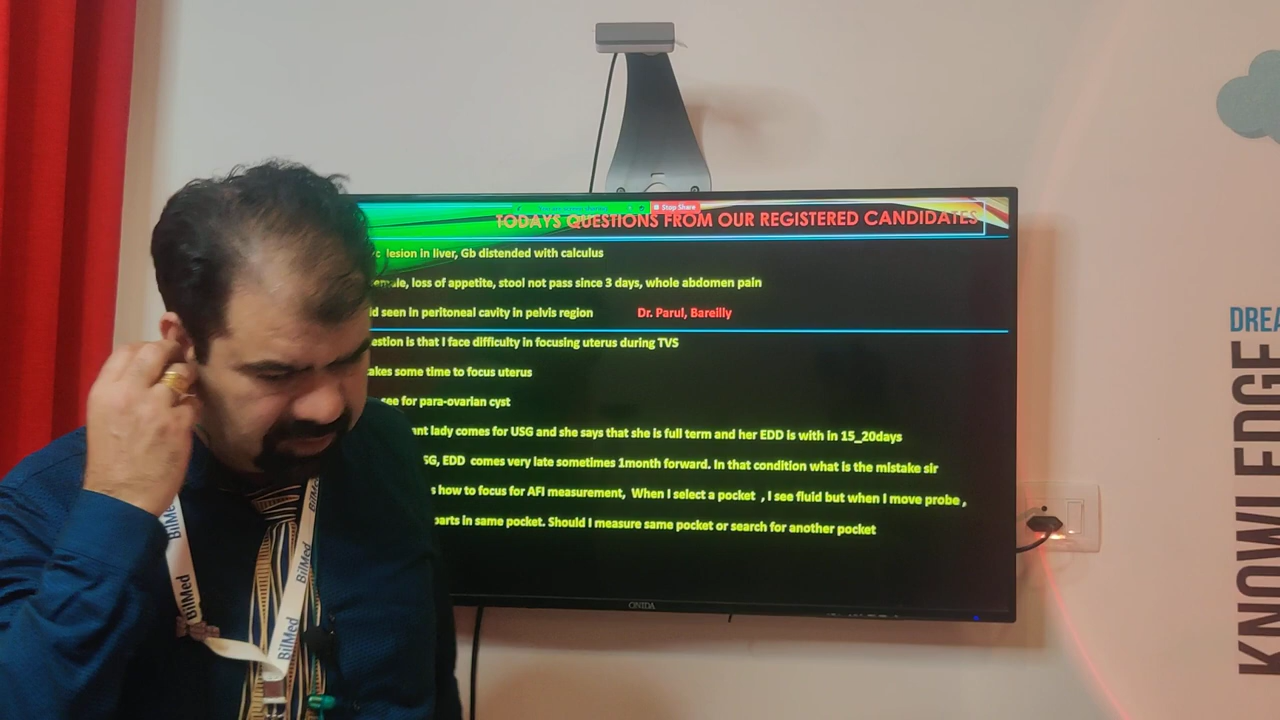 Stop Share
TODAYS QUESTIONS FROM OUR REGISTERED CANDIDATES
lesion in liver, Gb distended with calculus
loss of appetite, stool not pass since 3 days, whole abdomen pain
seen in peritoneal cavity in pelvis region Dr. Parul, Bareilly
is that I face difficulty in focusing uterus during TVS
some time to focus uterus
see for para-ovarian cyst
lady comes for USG and she says that she is full term and her EDD is with in 15_20days
EDD comes very late sometimes 1month forward. In that condition what is the mistake sir
how to focus for AFI measurement, When I select a pocket , I see fluid but when I move probe ,
parts in same pocket. Should I measure same pocket or search for another pocket
ONIDA
BilMed
BilMed
BilMed
BilMed
KNOWLEDGE